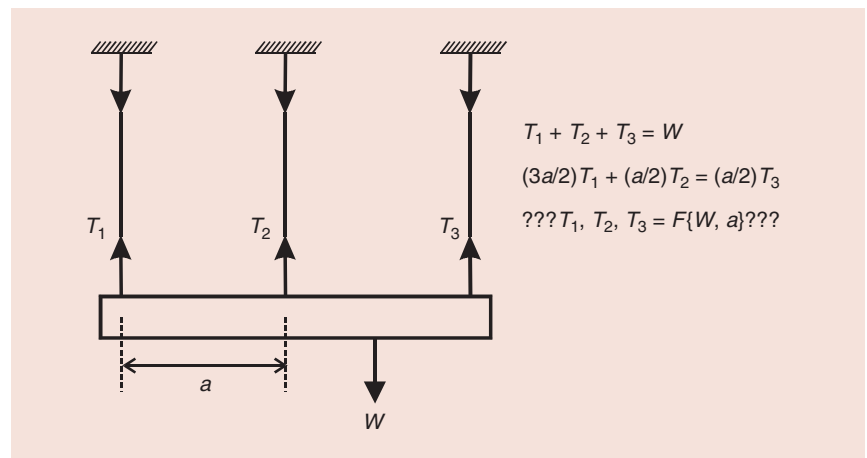 T₁ + T₂ + T₃ = W
(3a/2)T₁ + (a/2)T₂ = (a/2)T₃
???T₁, T₂, T₃ = F{W, a}???
T₁ T₂ T₃
a
W